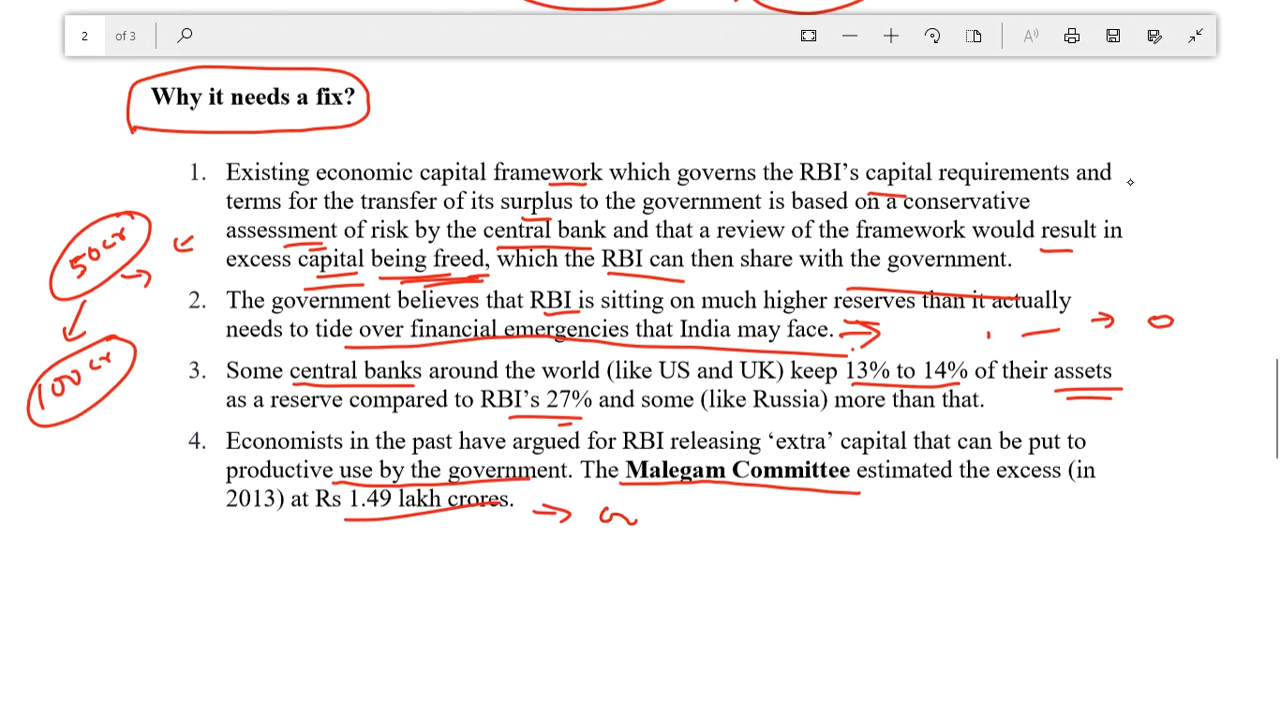 2 of 3
Why it needs a fix?
1. Existing economic capital framework which governs the RBI’s capital requirements and
terms for the transfer of its surplus to the government is based on a conservative
assessment of risk by the central bank and that a review of the framework would result in
excess capital being freed, which the RBI can then share with the government.
50 cr
2. The government believes that RBI is sitting on much higher reserves than it actually
needs to tide over financial emergencies that India may face.
100 cr
3. Some central banks around the world (like US and UK) keep 13% to 14% of their assets
as a reserve compared to RBI’s 27% and some (like Russia) more than that.
4. Economists in the past have argued for RBI releasing ‘extra’ capital that can be put to
productive use by the government. The Malegam Committee estimated the excess (in
2013) at Rs 1.49 lakh crores.